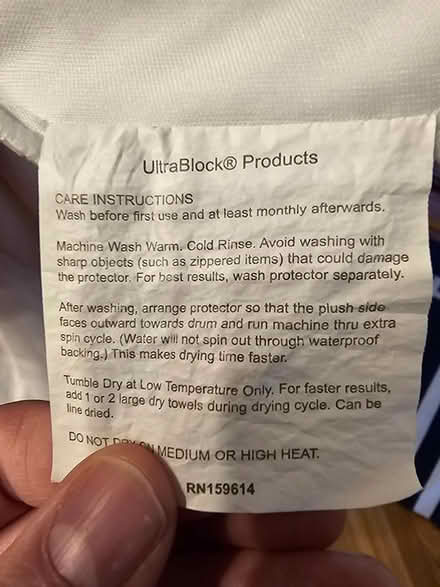 UltraBlock® Products
CARE INSTRUCTIONS
Wash before first use and at least monthly afterwards.
Machine Wash Warm. Cold Rinse. Avoid washing with
sharp objects (such as zippered items) that could damage
the protector. For best results, wash protector separately.
After washing, arrange protector so that the plush side
faces outward towards drum and run machine thru extra
spin cycle. (Water will not spin out through waterproof
backing.) This makes drying time faster.
Tumble Dry at Low Temperature Only. For faster results,
add 1 or 2 large dry towels during drying cycle. Can be
line dried.
DO NOT DRY ON MEDIUM OR HIGH HEAT.
RN159614